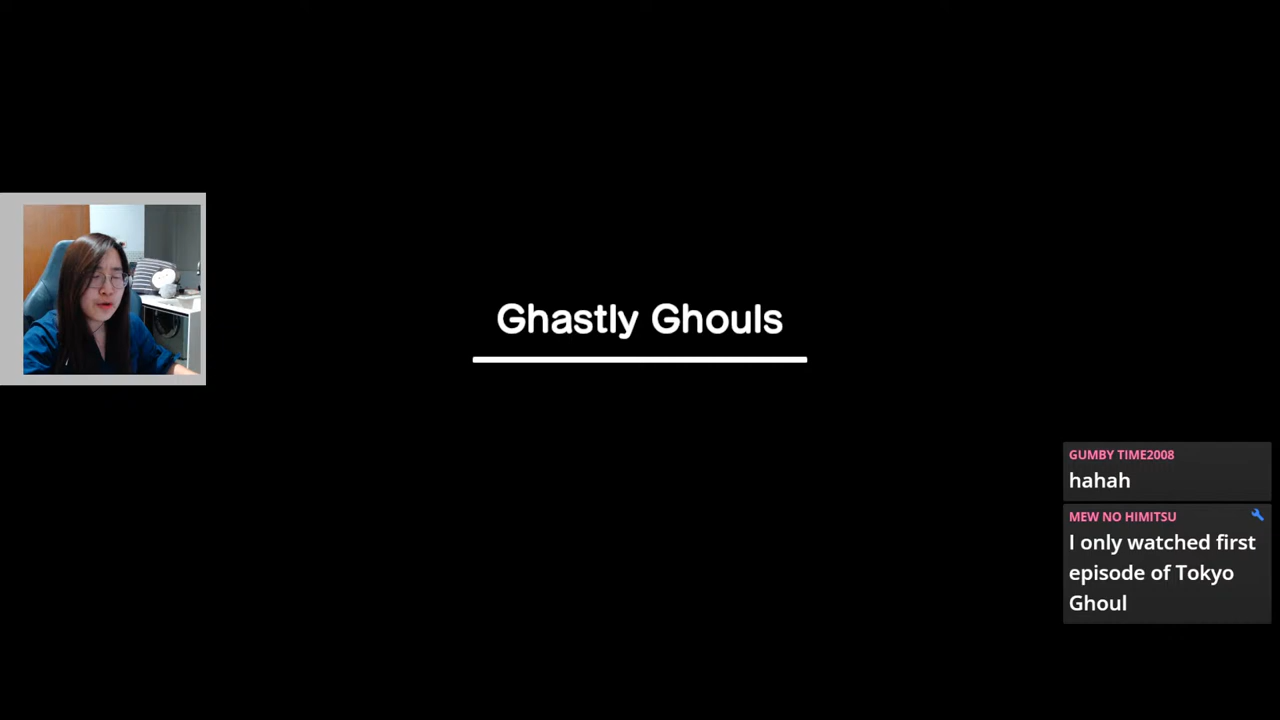 Ghastly Ghouls
GUMBY TIME2008
hahah
MEW NO HIMITSU
I only watched first
episode of Tokyo
Ghoul